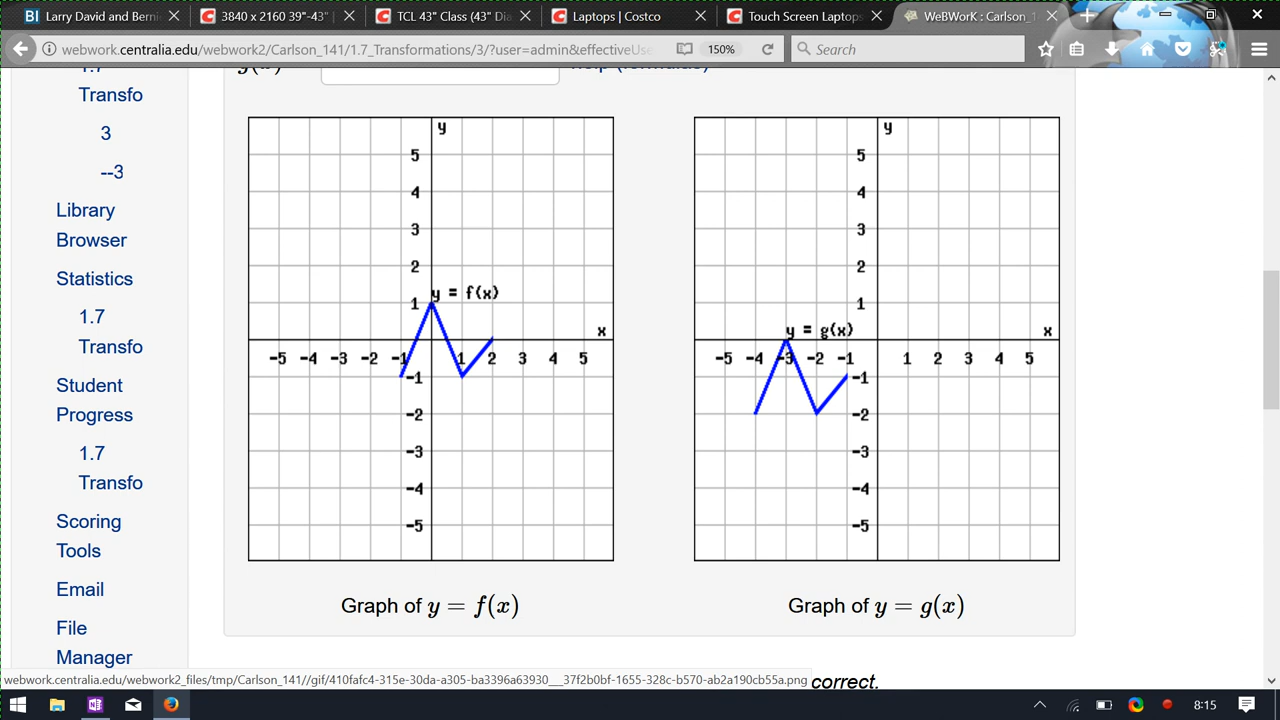 Larry David and Berni
3840 x 2160 39"-43" |
TCL 43" Class (43" Dia
Laptops | Costco
Touch Screen Laptops
WeBWorK : Carlson_1
webwork.centralia.edu/webwork2/Carlson_141/1.7_Transformations/3/?user=admin&effectiveUse
150%
Search
1.7
Transfo
3
--3
Library
Browser
Statistics
1.7
Transfo
Student
Progress
1.7
Transfo
Scoring
Tools
Email
File
Manager
y
5
4
3
2
1
y = f(x)
x
-5 -4 -3 -2 -1 1 2 3 4 5
-1
-2
-3
-4
-5
Graph of y = f(x)
y
5
4
3
2
1
y = g(x)
x
-5 -4 -3 -2 -1 1 2 3 4 5
-1
-2
-3
-4
-5
Graph of y = g(x)
correct.
webwork.centralia.edu/webwork2_files/tmp/Carlson_141//gif/410fafc4-315e-30da-a305-ba3396a63930___37f2b0bf-1655-328c-b570-ab2a190cb55a.png
8:15